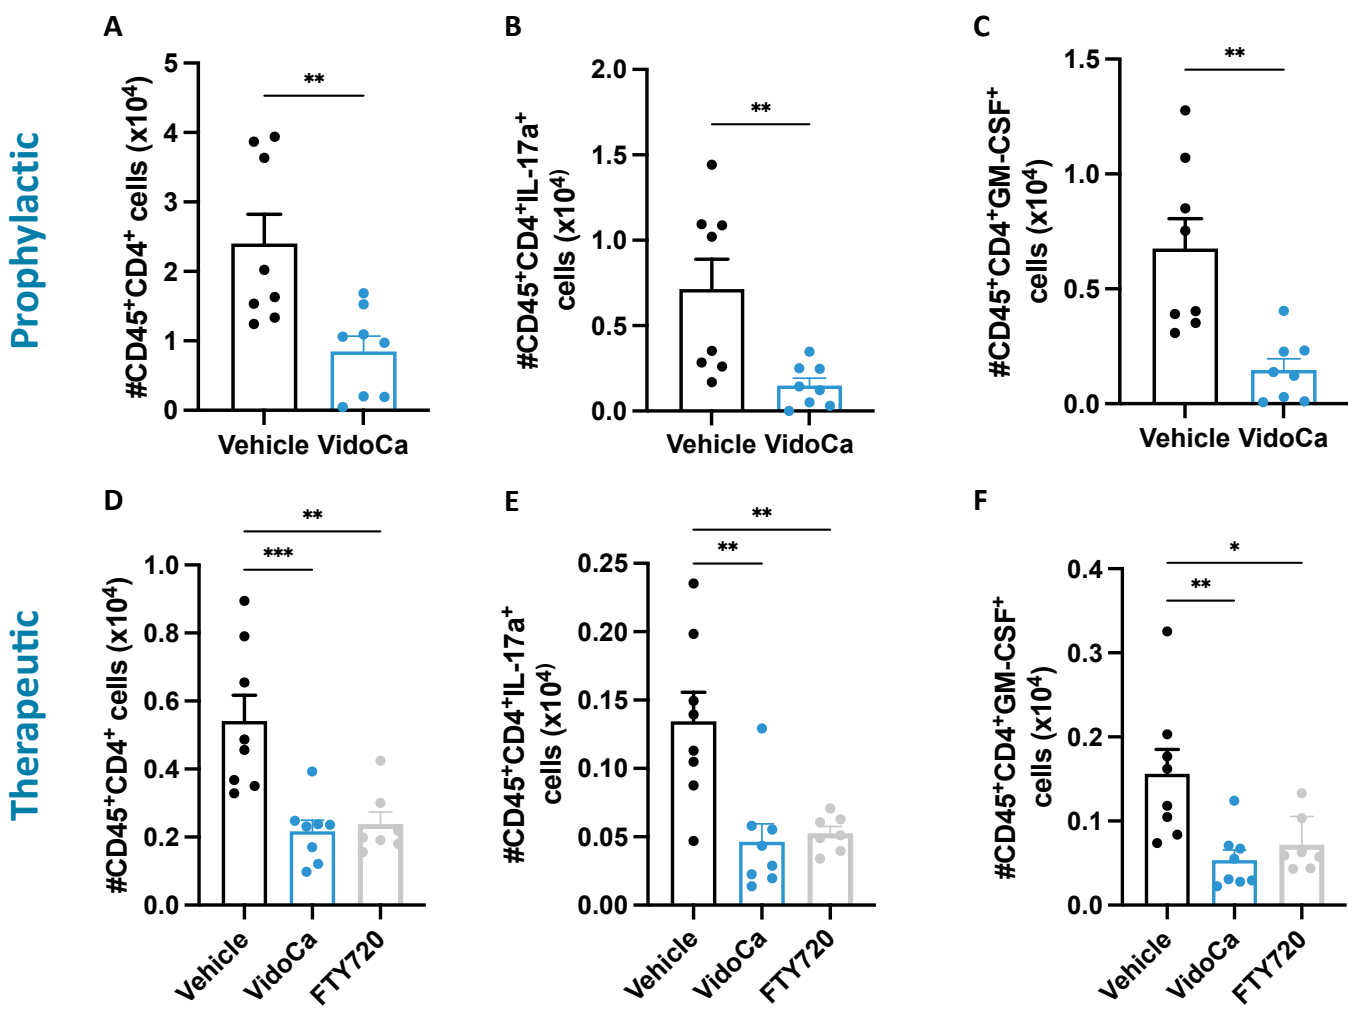 Prophylactic
A
#CD45⁺CD4⁺ cells (x10⁴)
5
4
3
2
1
0
**
Vehicle VidoCa
B
#CD45⁺CD4⁺IL-17a⁺
cells (x10⁴)
2.0
1.5
1.0
0.5
0.0
**
Vehicle VidoCa
C
#CD45⁺CD4⁺GM-CSF⁺
cells (x10⁴)
1.5
1.0
0.5
0.0
**
Vehicle VidoCa
Therapeutic
D
#CD45⁺CD4⁺ cells (x10⁴)
1.0
0.8
0.6
0.4
0.2
0.0
**
***
Vehicle
VidoCa
FTY720
E
#CD45⁺CD4⁺IL-17a⁺
cells (x10⁴)
0.25
0.20
0.15
0.10
0.05
0.00
**
**
Vehicle
VidoCa
FTY720
F
#CD45⁺CD4⁺GM-CSF⁺
cells (x10⁴)
0.4
0.3
0.2
0.1
0.0
*
**
Vehicle
VidoCa
FTY720